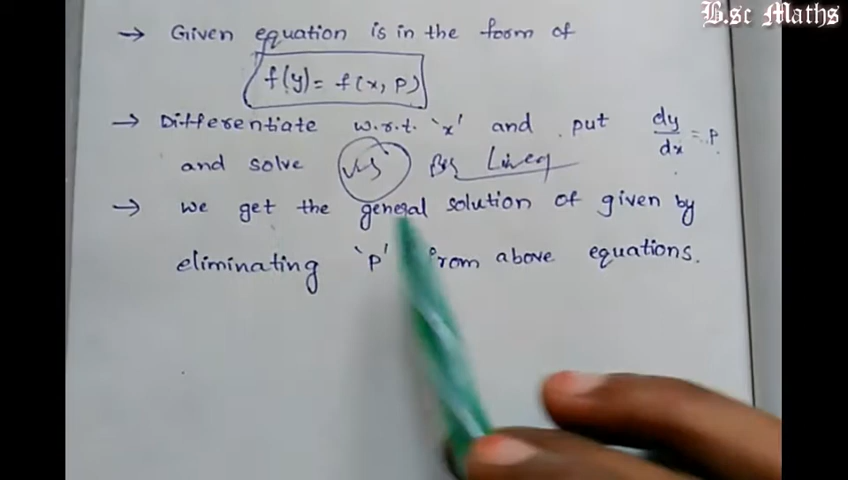 B.sc Maths
→ Given equation is in the form of
f(y) = f(x, p)
→ Differentiate w.r.t. 'x' and put dy/dx = p.
and solve V.S
→ we get the general solution of given by
eliminating 'p' from above equations.